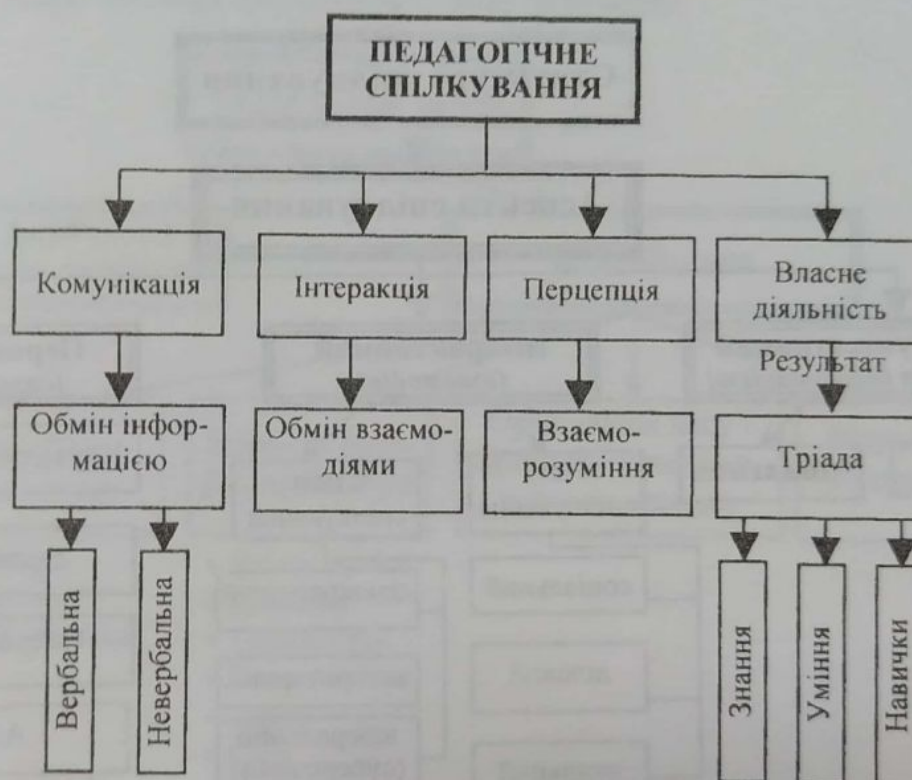 ПЕДАГОГІЧНЕ
СПІЛКУВАННЯ
Комунікація
Інтеракція
Перцепція
Власне
діяльність
Результат
Обмін інфор-
мацією
Обмін взаємо-
діями
Взаємо-
розуміння
Тріада
Вербальна
Невербальна
Знання
Уміння
Навички